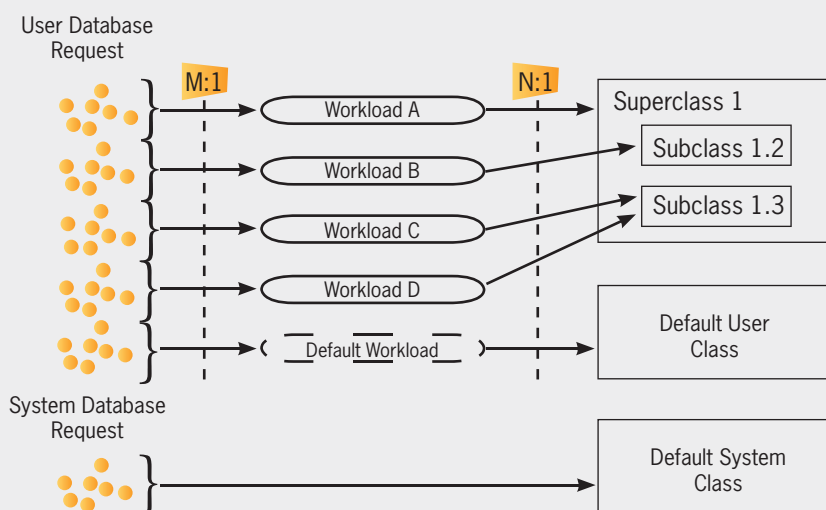 User Database
Request
M:1
N:1
Workload A
Superclass 1
Subclass 1.2
Workload B
Subclass 1.3
Workload C
Workload D
Default Workload
Default User
Class
System Database
Request
Default System
Class